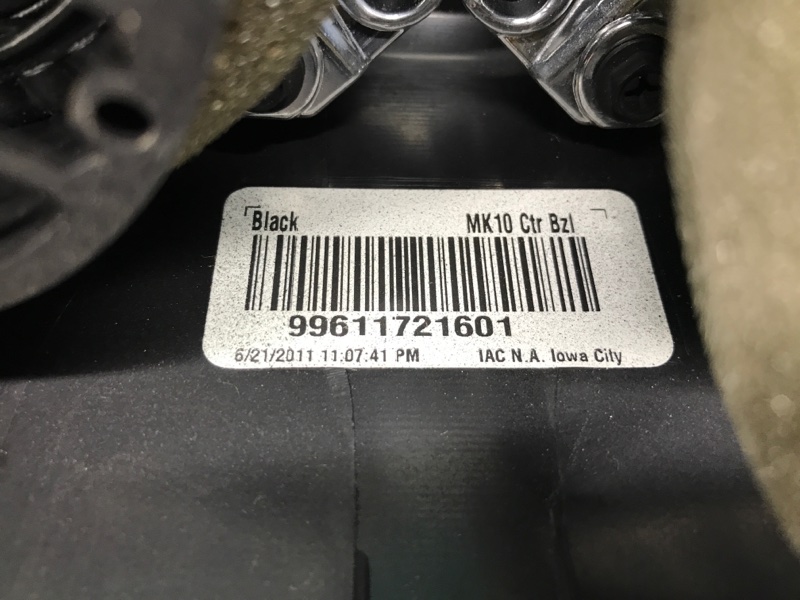 Black MK10 Ctr Bzl
99611721601
6/21/2011 11:07:41 PM IAC N.A. Iowa City